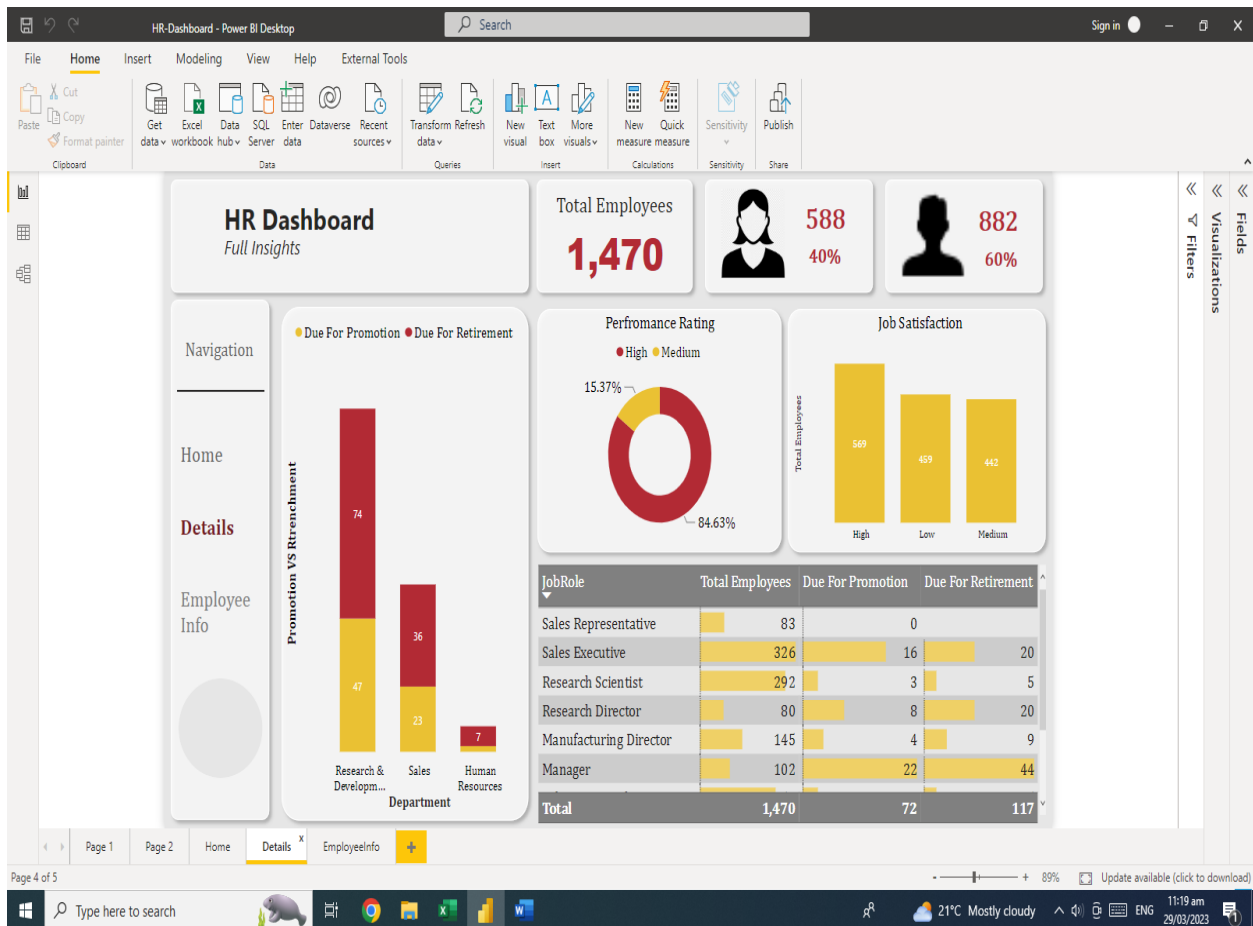 HR-Dashboard - Power BI Desktop
Search
Sign in
File Home Insert Modeling View Help External Tools
Paste
Cut
Copy
Format painter
Get data
Excel workbook
Data hub
SQL Server
Enter data
Dataverse
Recent sources
Transform data
Refresh
New visual
Text box
More visuals
New measure
Quick measure
Sensitivity
Publish
Clipboard Data Queries Insert Calculations Sensitivity Share
HR Dashboard
Full Insights
Total Employees
1,470
588
40%
882
60%
Filters
Visualizations
Fields
Navigation
Home
Details
Employee
Info
Due For Promotion Due For Retirement
Promotion VS Rtrenchment
74
47
36
23
7
Research &
Developm...
Sales
Human
Resources
Department
Perfromance Rating
High Medium
15.37%
84.63%
Job Satisfaction
Total Employees
569
459
442
High Low Medium
JobRole Total Employees Due For Promotion Due For Retirement
Sales Representative 83 0
Sales Executive 326 16 20
Research Scientist 292 3 5
Research Director 80 8 20
Manufacturing Director 145 4 9
Manager 102 22 44
Total 1,470 72 117
Page 1 Page 2 Home Details x EmployeeInfo +
Page 4 of 5
- + 89% Update available (click to download)
Type here to search
21°C Mostly cloudy
ENG
11:19 am
29/03/2023
1